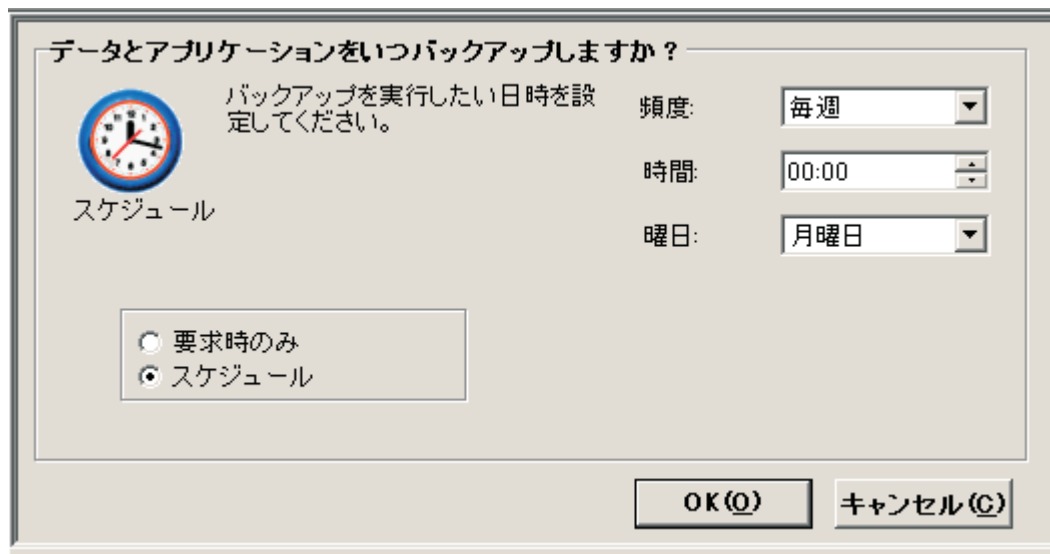 データとアプリケーションをいつバックアップしますか？
バックアップを実行したい日時を設
定してください。
スケジュール
頻度:
毎週
時間:
00:00
曜日:
月曜日
要求時のみ
スケジュール
OK(O)
キャンセル(C)